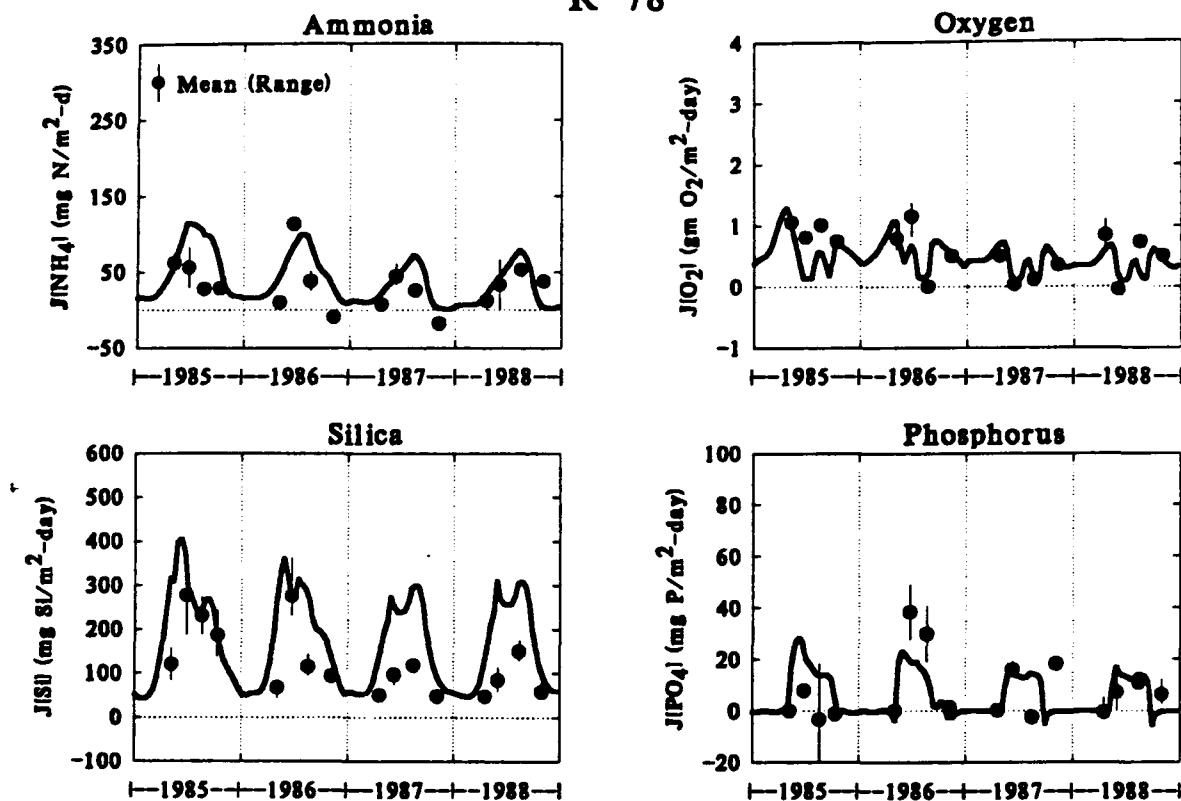 R-78
Ammonia
350
250
150
50
-50
J[NH4] (mg N/m2-d)
Mean (Range)
1985 1986 1987 1988
Oxygen
4
3
2
1
0
-1
J[O2] (gm O2/m2-day)
1985 1986 1987 1988
Silica
600
500
400
300
200
100
0
-100
J[Si] (mg Si/m2-day)
1985 1986 1987 1988
Phosphorus
100
80
60
40
20
0
-20
J[PO4] (mg P/m2-day)
1985 1986 1987 1988